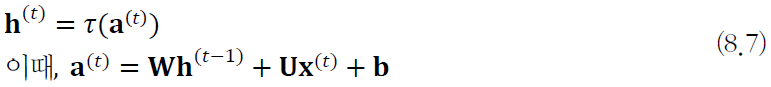 h⁽ᵗ⁾ = τ(a⁽ᵗ⁾)
이때, a⁽ᵗ⁾ = Wh⁽ᵗ⁻¹⁾ + Ux⁽ᵗ⁾ + b
(8.7)